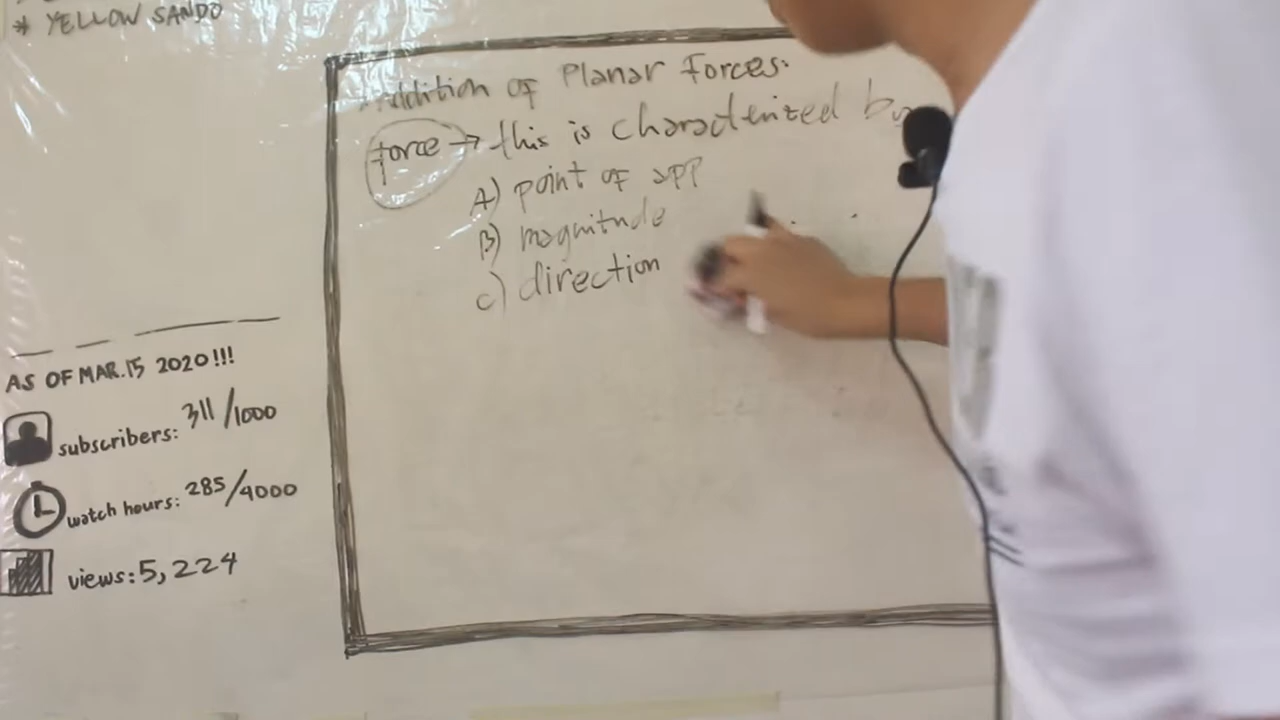 * YELLOW SANDO
Addition of Planar Forces:
force → this is characterized by
A) point of app
B) magnitude
C) direction
AS OF MAR.15 2020!!!
subscribers: 311/1000
watch hours: 285/4000
views: 5,224